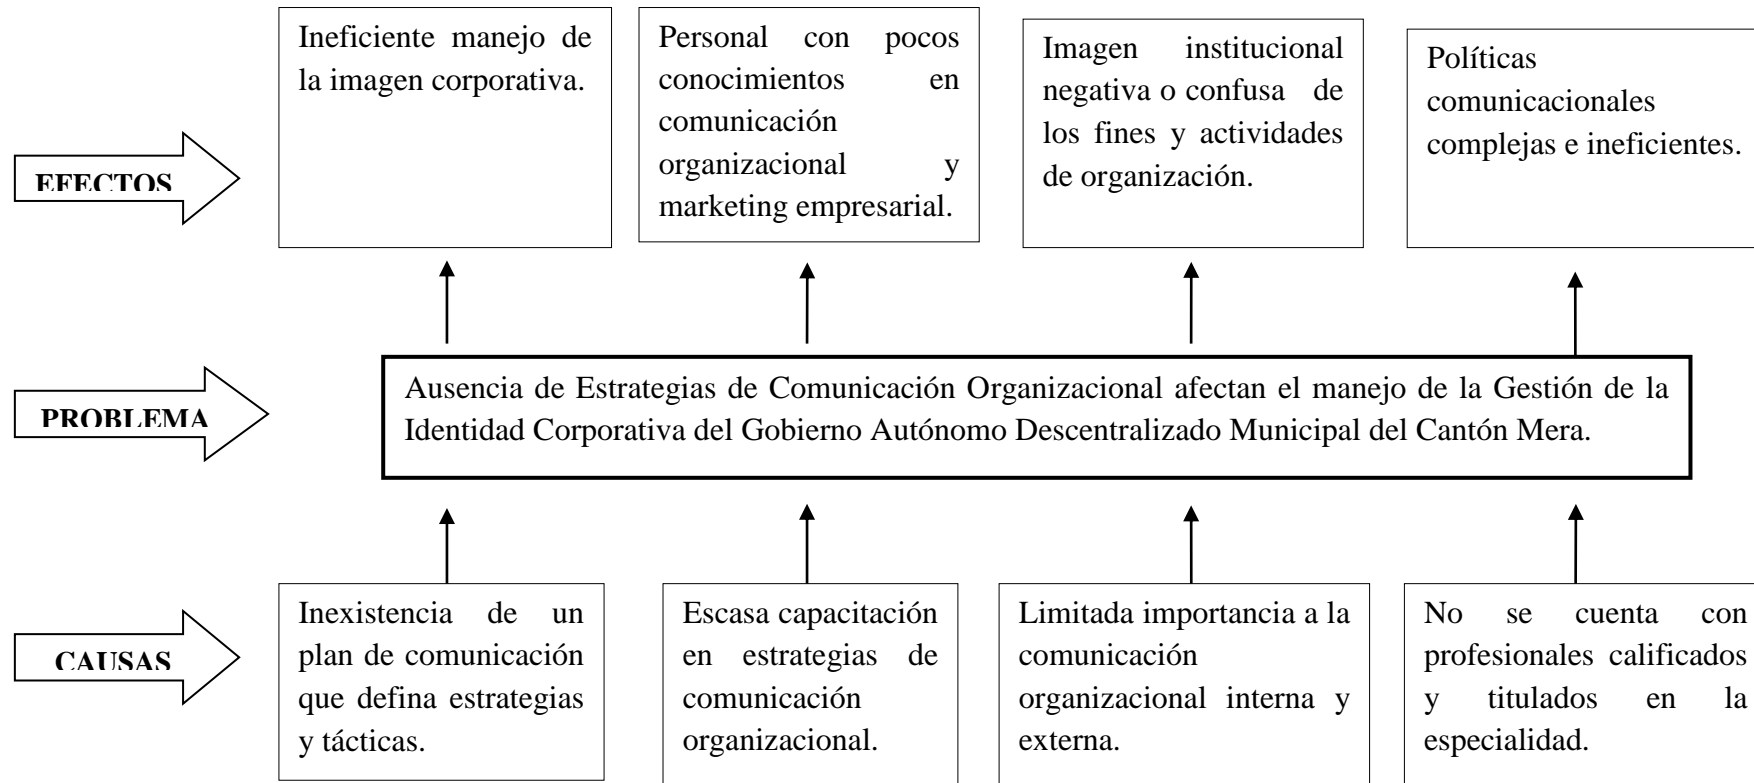 Ineficiente manejo de
la imagen corporativa.
Personal con pocos
conocimientos en
comunicación
organizacional y
marketing empresarial.
Imagen institucional
negativa o confusa de
los fines y actividades
de organización.
Políticas
comunicacionales
complejas e ineficientes.
EFECTOS
PROBLEMA
Ausencia de Estrategias de Comunicación Organizacional afectan el manejo de la Gestión de la
Identidad Corporativa del Gobierno Autónomo Descentralizado Municipal del Cantón Mera.
CAUSAS
Inexistencia de un
plan de comunicación
que defina estrategias
y tácticas.
Escasa capacitación
en estrategias de
comunicación
organizacional.
Limitada importancia a la
comunicación
organizacional interna y
externa.
No se cuenta con
profesionales calificados
y titulados en la
especialidad.